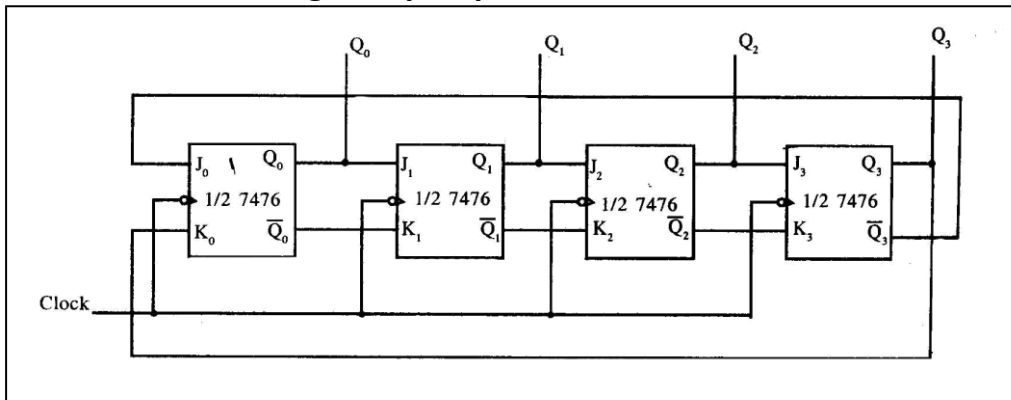 Q₀ Q₁ Q₂ Q₃
J₀ Q₀ J₁ Q₁ J₂ Q₂ J₃ Q₃
1/2 7476 1/2 7476 1/2 7476 1/2 7476
K₀ Q̅₀ K₁ Q̅₁ K₂ Q̅₂ K₃ Q̅₃
Clock